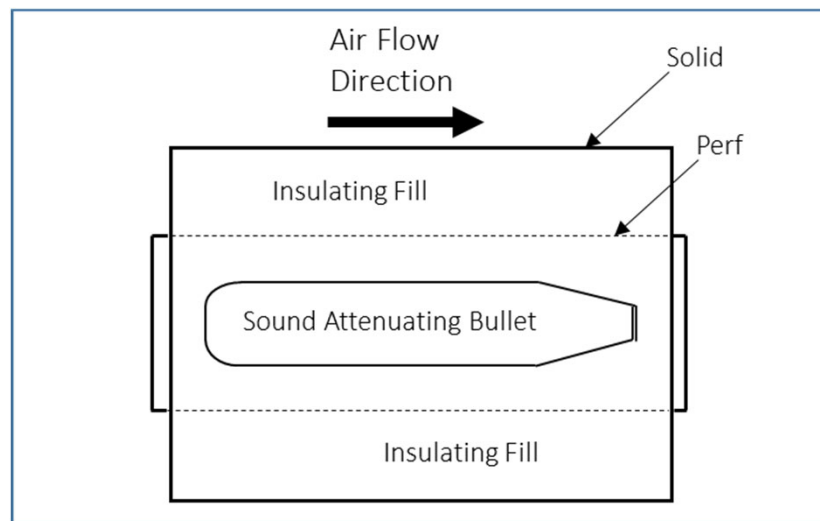 Air Flow
Direction
Solid
Perf
Insulating Fill
Sound Attenuating Bullet
Insulating Fill